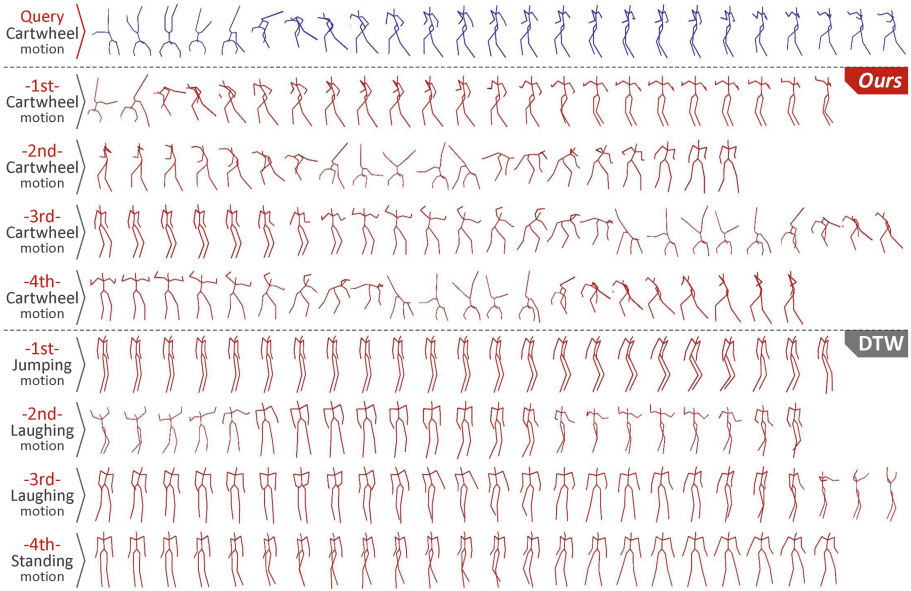 Query
Cartwheel
motion
-1st-
Cartwheel
motion
Ours
-2nd-
Cartwheel
motion
-3rd-
Cartwheel
motion
-4th-
Cartwheel
motion
-1st-
Jumping
motion
DTW
-2nd-
Laughing
motion
-3rd-
Laughing
motion
-4th-
Standing
motion